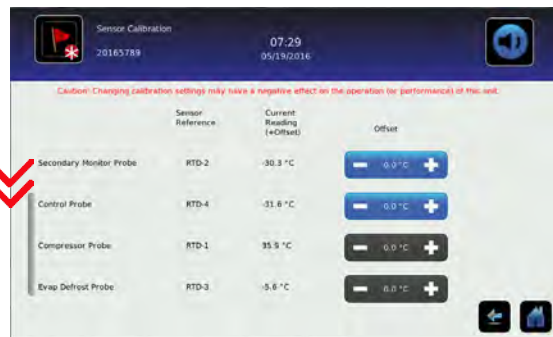 Sensor Calibration
20165789
07:29
05/19/2016
Caution: Changing calibration settings may have a negative effect on the operation (or performance) of this unit.
Sensor Reference
Current Reading (+Offset)
Offset
Secondary Monitor Probe RTD-2 -30.3 °C 0.0 °C
Control Probe RTD-4 -31.6 °C 0.0 °C
Compressor Probe RTD-1 35.9 °C 0.0 °C
Evap Defrost Probe RTD-3 -5.6 °C 0.0 °C